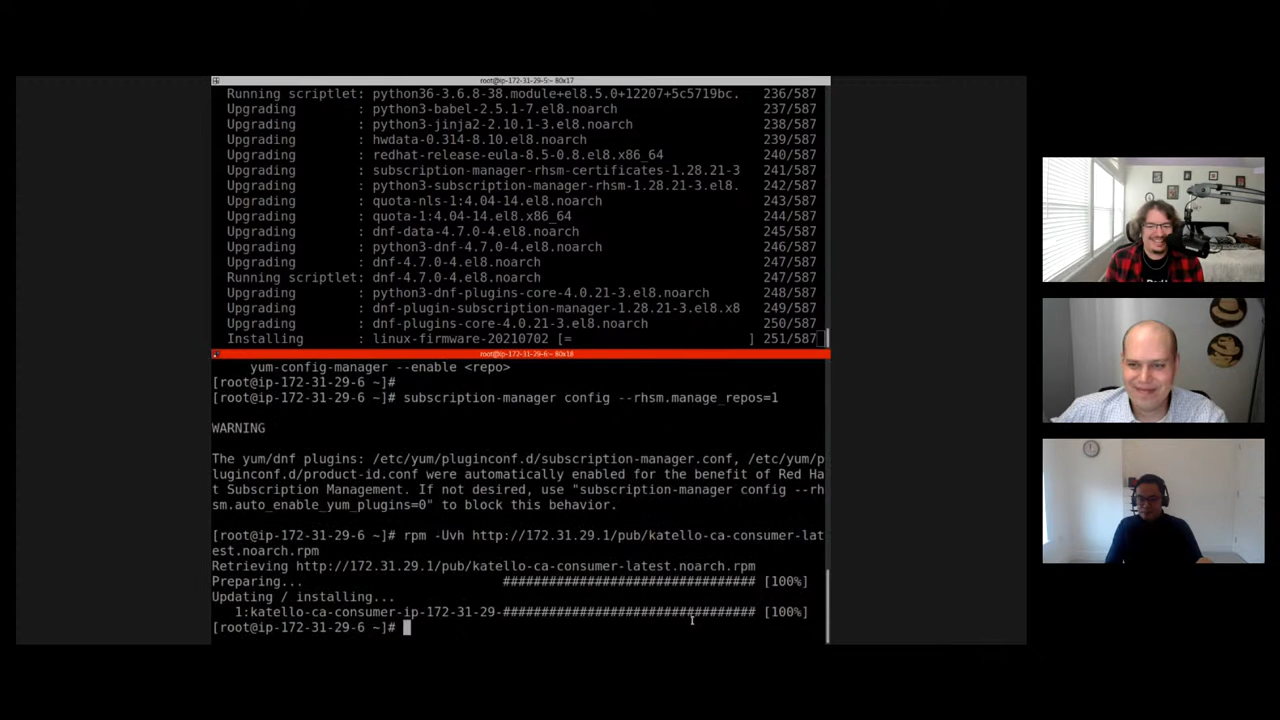 root@ip-172-31-29-5:~ 80x17
Running scriptlet: python36-3.6.8-38.module+el8.5.0+12207+5c5719bc. 236/587
Upgrading : python3-babel-2.5.1-7.el8.noarch 237/587
Upgrading : python3-jinja2-2.10.1-3.el8.noarch 238/587
Upgrading : hwdata-0.314-8.10.el8.noarch 239/587
Upgrading : redhat-release-eula-8.5-0.8.el8.x86_64 240/587
Upgrading : subscription-manager-rhsm-certificates-1.28.21-3 241/587
Upgrading : python3-subscription-manager-rhsm-1.28.21-3.el8. 242/587
Upgrading : quota-nls-1:4.04-14.el8.noarch 243/587
Upgrading : quota-1:4.04-14.el8.x86_64 244/587
Upgrading : dnf-data-4.7.0-4.el8.noarch 245/587
Upgrading : python3-dnf-4.7.0-4.el8.noarch 246/587
Upgrading : dnf-4.7.0-4.el8.noarch 247/587
Running scriptlet: dnf-4.7.0-4.el8.noarch 247/587
Upgrading : python3-dnf-plugins-core-4.0.21-3.el8.noarch 248/587
Upgrading : dnf-plugin-subscription-manager-1.28.21-3.el8.x8 249/587
Upgrading : dnf-plugins-core-4.0.21-3.el8.noarch 250/587
Installing : linux-firmware-20210702 [= ] 251/587
root@ip-172-31-29-6:~ 80x18
yum-config-manager --enable <repo>
[root@ip-172-31-29-6 ~]#
[root@ip-172-31-29-6 ~]# subscription-manager config --rhsm.manage_repos=1
WARNING
The yum/dnf plugins: /etc/yum/pluginconf.d/subscription-manager.conf, /etc/yum/p
luginconf.d/product-id.conf were automatically enabled for the benefit of Red Ha
t Subscription Management. If not desired, use "subscription-manager config --rh
sm.auto_enable_yum_plugins=0" to block this behavior.
[root@ip-172-31-29-6 ~]# rpm -Uvh http://172.31.29.1/pub/katello-ca-consumer-lat
est.noarch.rpm
Retrieving http://172.31.29.1/pub/katello-ca-consumer-latest.noarch.rpm
Preparing... ################################# [100%]
Updating / installing...
1:katello-ca-consumer-ip-172-31-29-################################# [100%]
[root@ip-172-31-29-6 ~]#